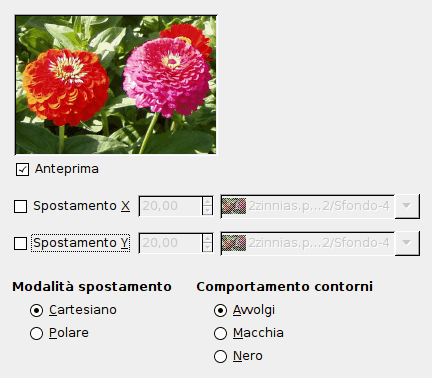 Anteprima
Spostamento X 20,00 2zinnias.p...2/Sfondo-4
Spostamento Y 20,00 2zinnias.p...2/Sfondo-4
Modalità spostamento Comportamento contorni
Cartesiano Avvolgi
Polare Macchia
Nero